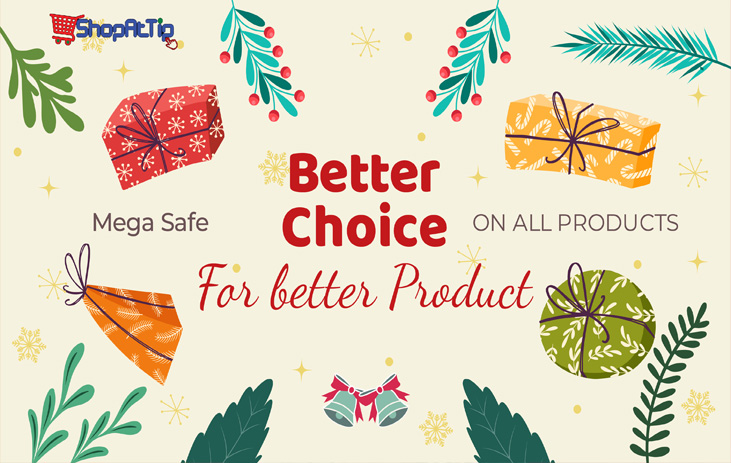 ShopAtTip
Better
Choice
Mega Safe
ON ALL PRODUCTS
For better Product